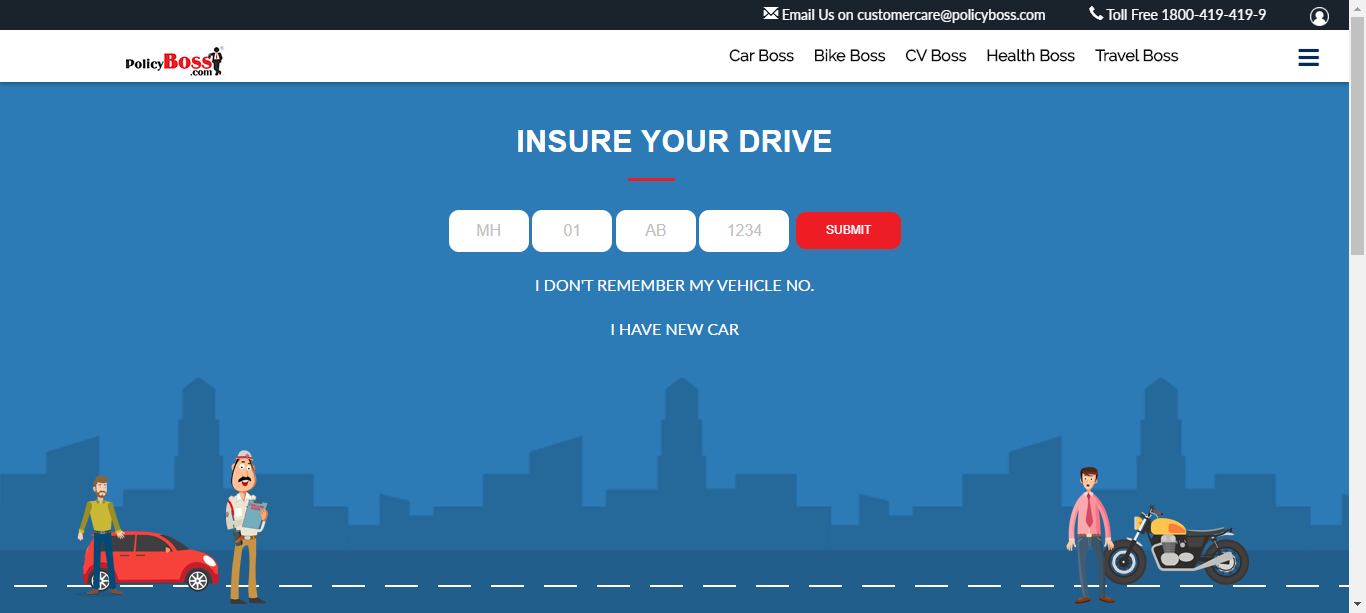 Email Us on customercare@policyboss.com
Toll Free 1800-419-419-9
PolicyBoss.com
Car Boss Bike Boss CV Boss Health Boss Travel Boss
INSURE YOUR DRIVE
MH 01 AB 1234 SUBMIT
I DON'T REMEMBER MY VEHICLE NO.
I HAVE NEW CAR